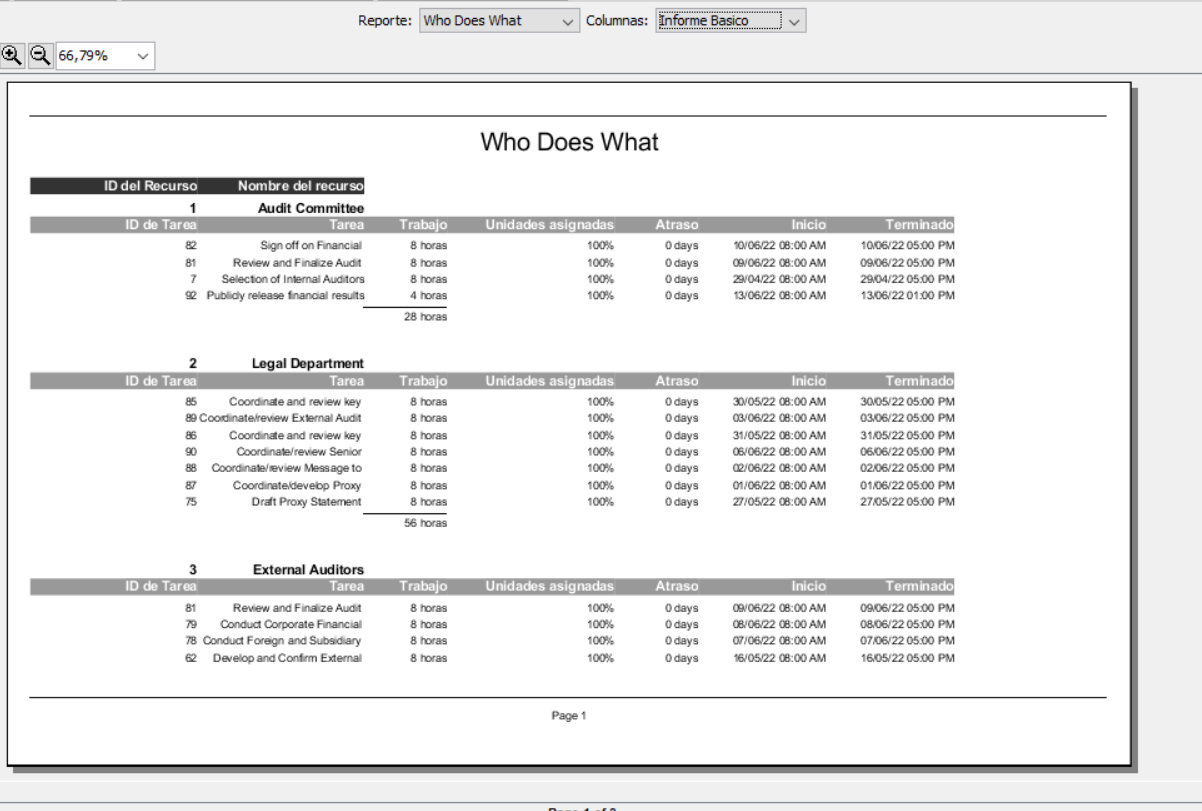 Reporte: Who Does What Columnas: Informe Basico
66,79%
Who Does What
ID del Recurso Nombre del recurso
1 Audit Committee
ID de Tarea Tarea Trabajo Unidades asignadas Atraso Inicio Terminado
82 Sign off on Financial 8 horas 100% 0 days 10/06/22 08:00 AM 10/06/22 05:00 PM
81 Review and Finalize Audit 8 horas 100% 0 days 09/06/22 08:00 AM 09/06/22 05:00 PM
7 Selection of Internal Auditors 8 horas 100% 0 days 29/04/22 08:00 AM 29/04/22 05:00 PM
92 Publicly release financial results 4 horas 100% 0 days 13/06/22 08:00 AM 13/06/22 01:00 PM
28 horas
2 Legal Department
ID de Tarea Tarea Trabajo Unidades asignadas Atraso Inicio Terminado
85 Coordinate and review key 8 horas 100% 0 days 30/05/22 08:00 AM 30/05/22 05:00 PM
89 Coordinate/review External Audit 8 horas 100% 0 days 03/06/22 08:00 AM 03/06/22 05:00 PM
86 Coordinate and review key 8 horas 100% 0 days 31/05/22 08:00 AM 31/05/22 05:00 PM
90 Coordinate/review Senior 8 horas 100% 0 days 06/06/22 08:00 AM 06/06/22 05:00 PM
88 Coordinate/review Message to 8 horas 100% 0 days 02/06/22 08:00 AM 02/06/22 05:00 PM
87 Coordinate/develop Proxy 8 horas 100% 0 days 01/06/22 08:00 AM 01/06/22 05:00 PM
75 Draft Proxy Statement 8 horas 100% 0 days 27/05/22 08:00 AM 27/05/22 05:00 PM
56 horas
3 External Auditors
ID de Tarea Tarea Trabajo Unidades asignadas Atraso Inicio Terminado
81 Review and Finalize Audit 8 horas 100% 0 days 09/06/22 08:00 AM 09/06/22 05:00 PM
79 Conduct Corporate Financial 8 horas 100% 0 days 08/06/22 08:00 AM 08/06/22 05:00 PM
78 Conduct Foreign and Subsidiary 8 horas 100% 0 days 07/06/22 08:00 AM 07/06/22 05:00 PM
62 Develop and Confirm External 8 horas 100% 0 days 16/05/22 08:00 AM 16/05/22 05:00 PM
Page 1